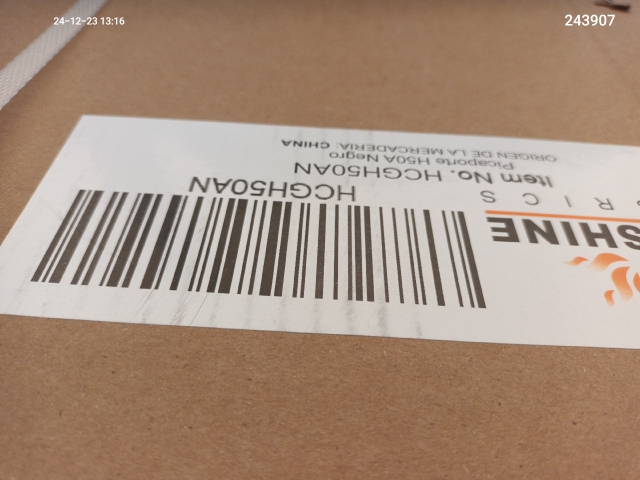 24-12-23 13:16
243907
SHINE
RICS
Item No. HCGH50AN
Picaporte H50A Negro
ORIGEN DE LA MERCADERIA: CHINA
HCGH50AN